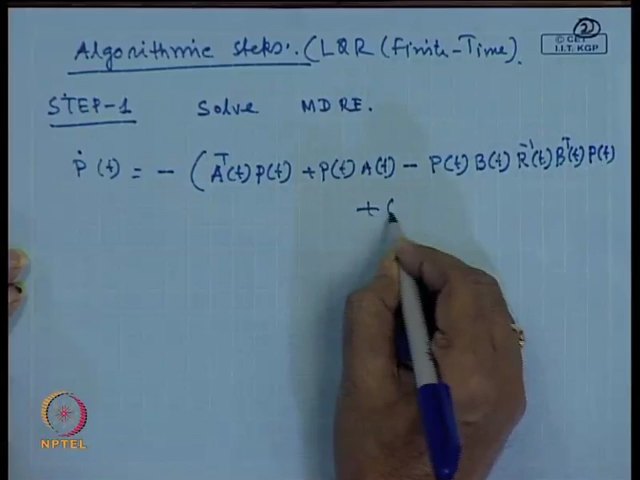 Algorithmic steps:. (LQR (Finite-Time).
②
© CET
I.I.T. KGP
STEP-1 Solve MDRE.
Ṗ(t) = - (Aᵀ(t)P(t) + P(t)A(t) - P(t)B(t)R⁻¹(t)Bᵀ(t)P(t)
+ (
NPTEL